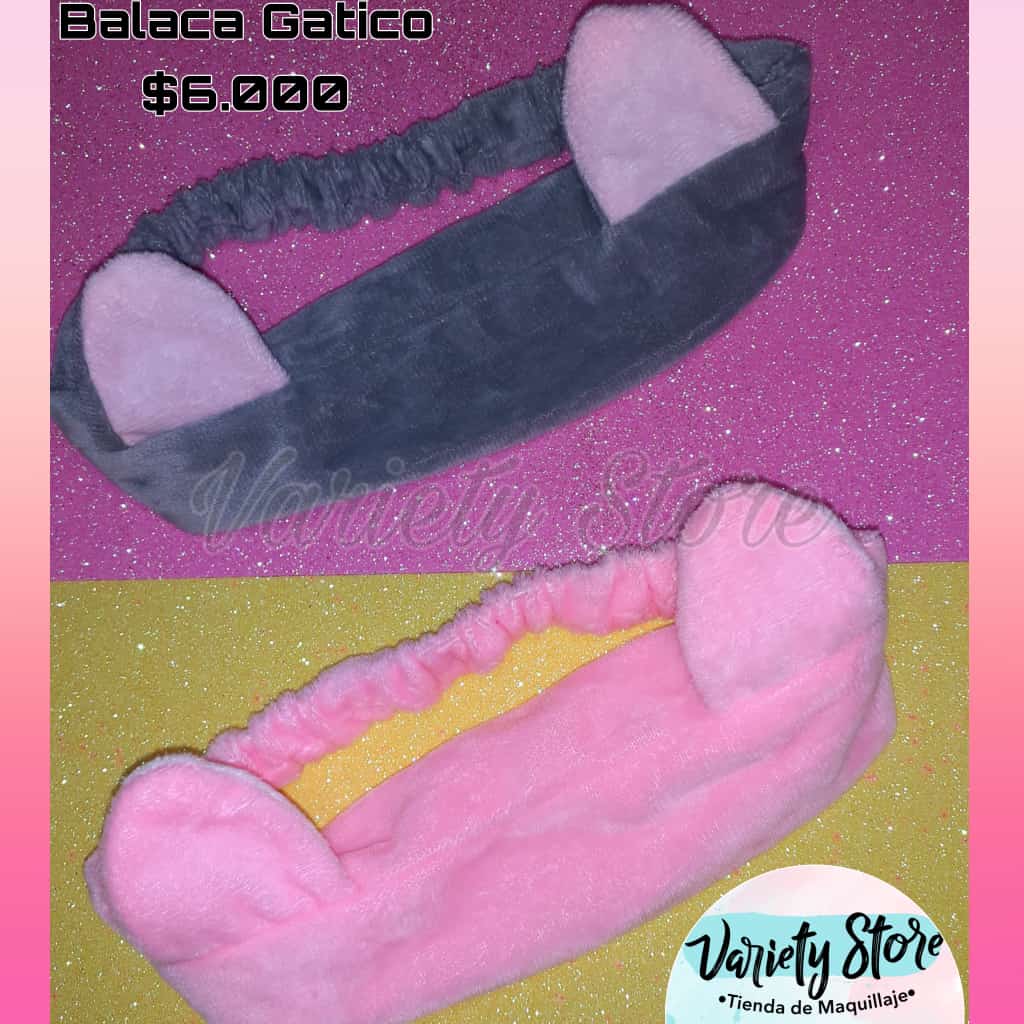 Balaca Gatico
$6.000
Variety Store
Variety Store
•Tienda de Maquillaje•